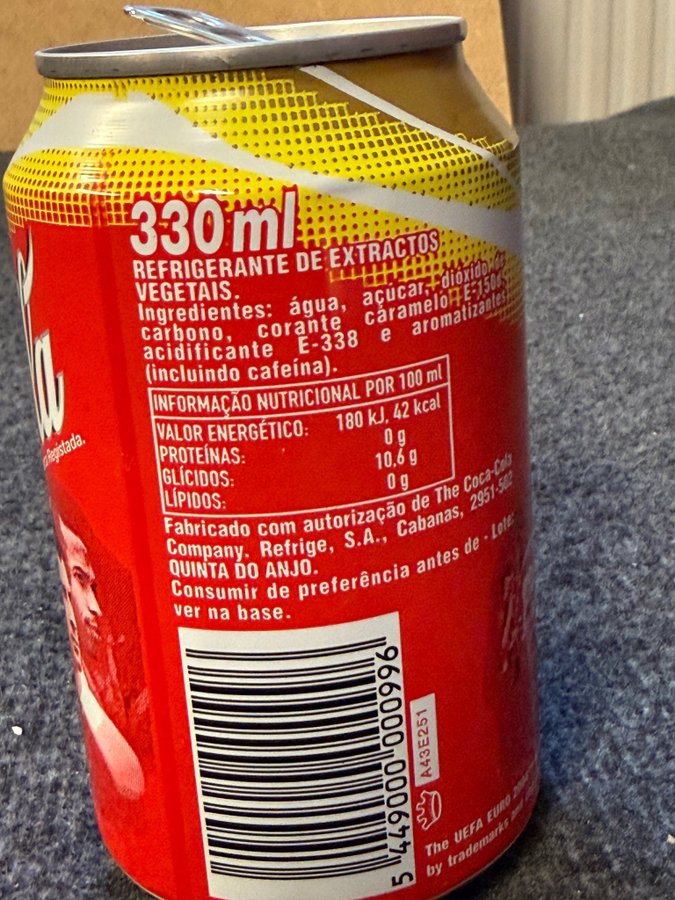 330 ml
REFRIGERANTE DE EXTRACTOS
VEGETAIS.
Ingredientes: água, açúcar, dióxido de
carbono, corante caramelo E-150d,
acidificante E-338 e aromatizantes
(incluindo cafeína).
INFORMAÇÃO NUTRICIONAL POR 100 ml
VALOR ENERGÉTICO: 180 kJ, 42 kcal
PROTEÍNAS: 0 g
GLÍCIDOS: 10,6 g
LÍPIDOS: 0 g
Registada.
Fabricado com autorização de The Coca-Cola
Company, Refrige, S.A., Cabanas, 2951-502
QUINTA DO ANJO.
Consumir de preferência antes de - Lote:
ver na base.
5 449000 000996
A43E251
The UEFA EURO
by trademarks